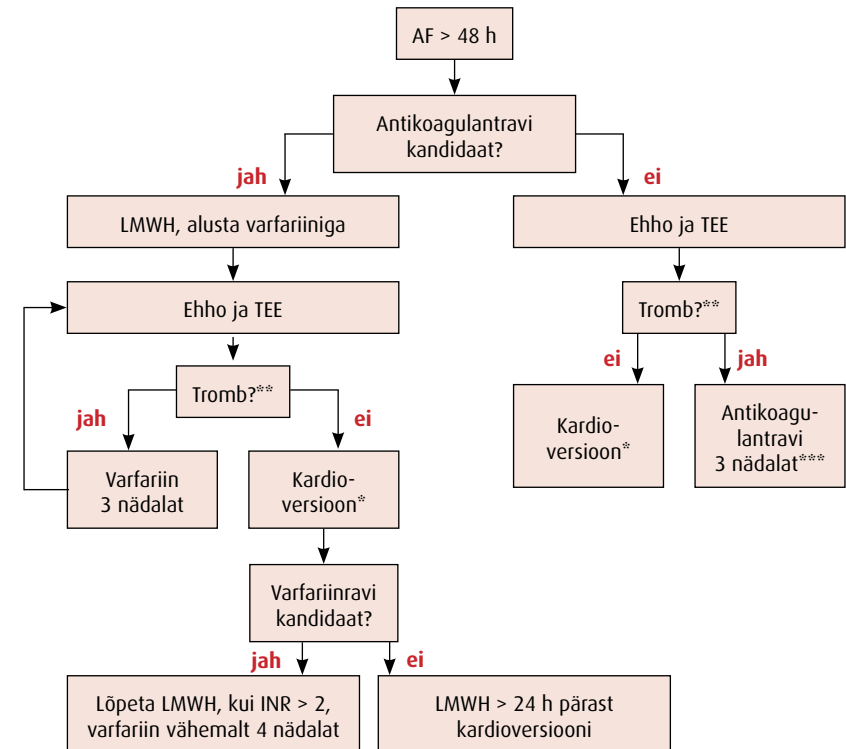 AF > 48 h
Antikoagulantravi
kandidaat?
jah
ei
LMWH, alusta varfariiniga
Ehho ja TEE
Ehho ja TEE
Tromb?**
Tromb?**
jah
ei
ei
jah
Varfariin
3 nädalat
Kardio-
versioon*
Kardio-
versioon*
Antikoagu-
lantravi
3 nädalat***
Varfariinravi
kandidaat?
jah
ei
Lõpeta LMWH, kui INR > 2,
varfariin vähemalt 4 nädalat
LMWH > 24 h pärast
kardioversiooni